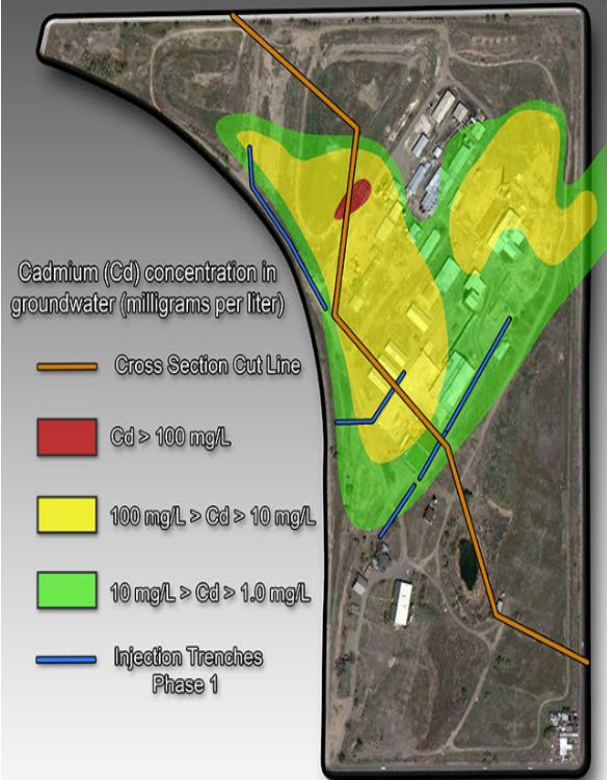 Cadmium (Cd) concentration in
groundwater (milligrams per liter)
Cross Section Cut Line
Cd > 100 mg/L
100 mg/L > Cd > 10 mg/L
10 mg/L > Cd > 1.0 mg/L
Injection Trenches
Phase 1